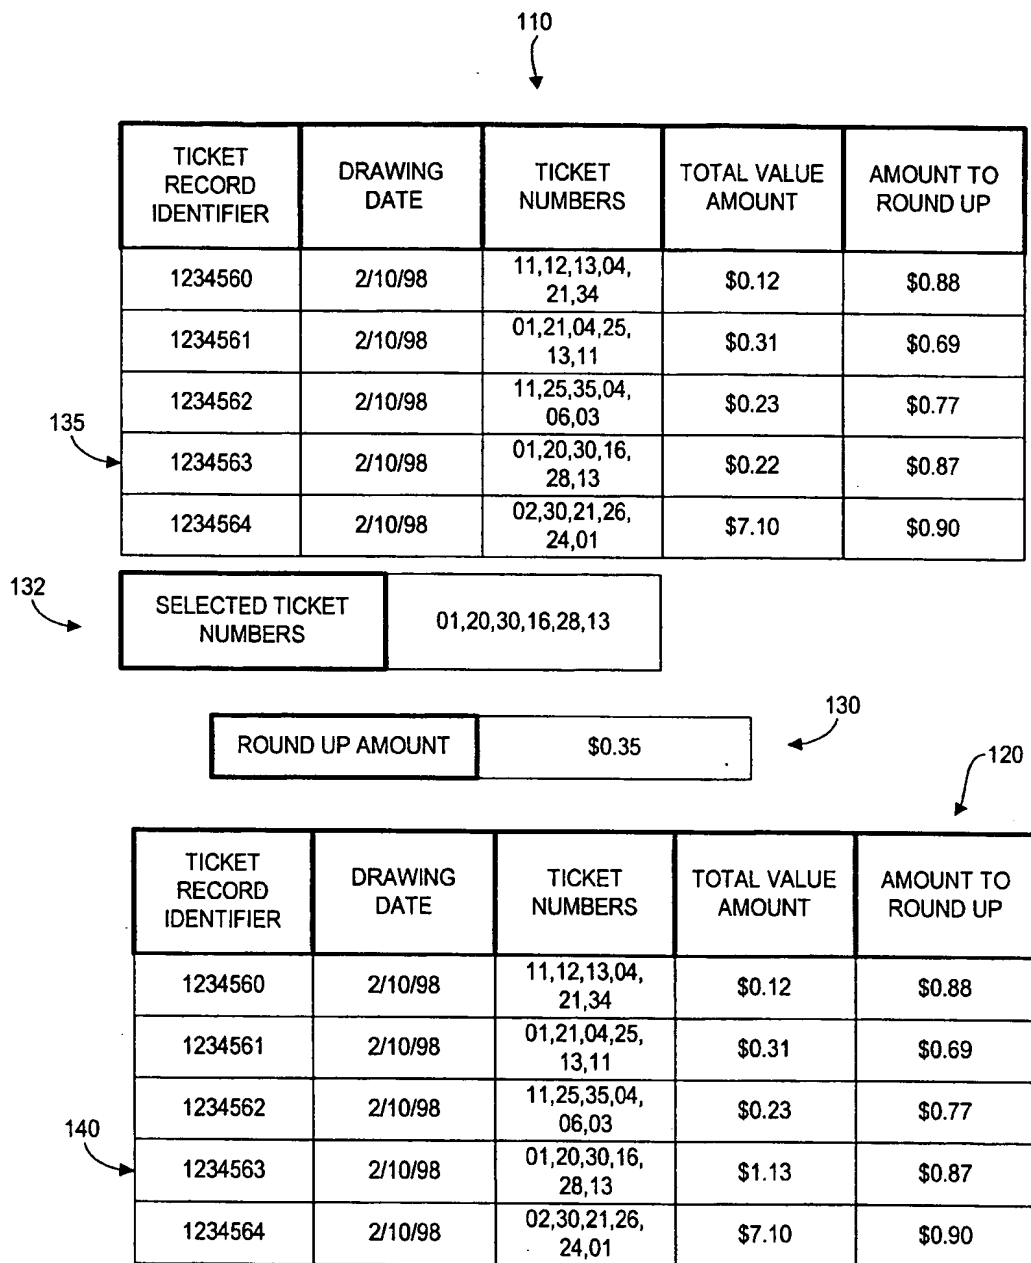 110
TICKET RECORD IDENTIFIER DRAWING DATE TICKET NUMBERS TOTAL VALUE AMOUNT AMOUNT TO ROUND UP
1234560 2/10/98 11,12,13,04, 21,34 $0.12 $0.88
1234561 2/10/98 01,21,04,25, 13,11 $0.31 $0.69
1234562 2/10/98 11,25,35,04, 06,03 $0.23 $0.77
135
1234563 2/10/98 01,20,30,16, 28,13 $0.22 $0.87
1234564 2/10/98 02,30,21,26, 24,01 $7.10 $0.90
132
SELECTED TICKET NUMBERS 01,20,30,16,28,13
130
ROUND UP AMOUNT $0.35
120
TICKET RECORD IDENTIFIER DRAWING DATE TICKET NUMBERS TOTAL VALUE AMOUNT AMOUNT TO ROUND UP
1234560 2/10/98 11,12,13,04, 21,34 $0.12 $0.88
1234561 2/10/98 01,21,04,25, 13,11 $0.31 $0.69
1234562 2/10/98 11,25,35,04, 06,03 $0.23 $0.77
140
1234563 2/10/98 01,20,30,16, 28,13 $1.13 $0.87
1234564 2/10/98 02,30,21,26, 24,01 $7.10 $0.90